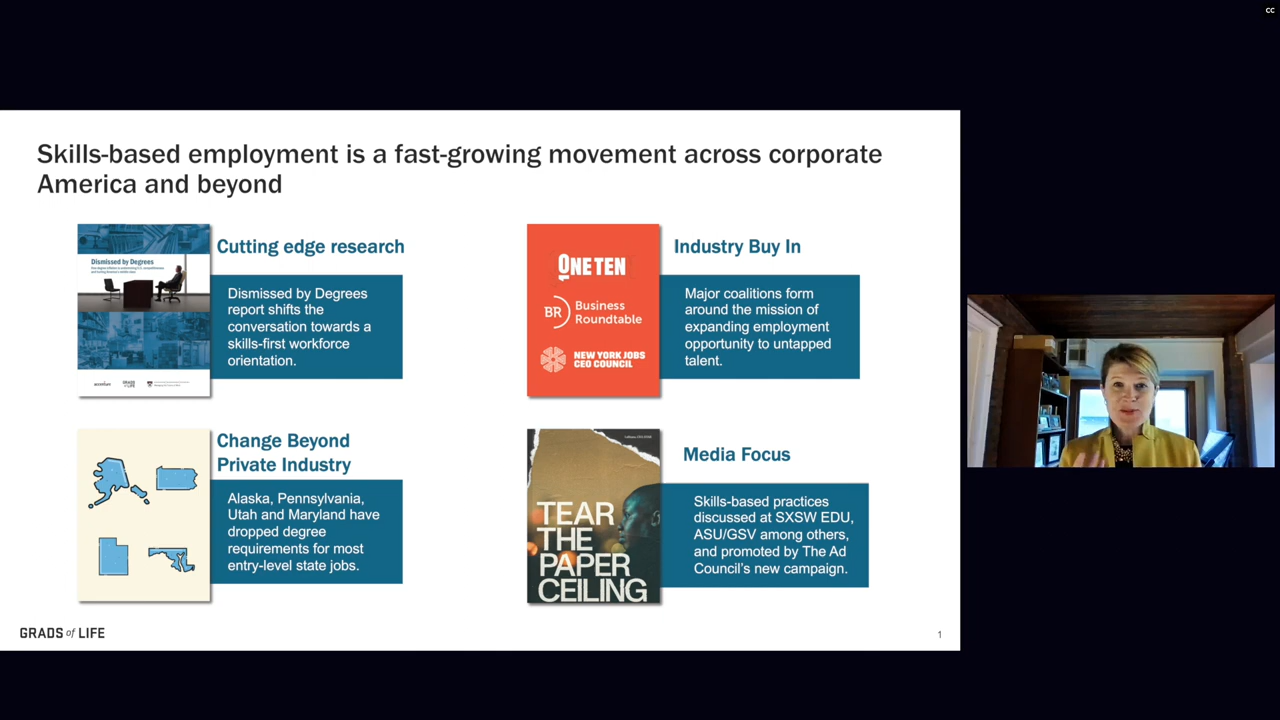 CC
Skills-based employment is a fast-growing movement across corporate
America and beyond
Dismissed by Degrees
Cutting edge research
Dismissed by Degrees
report shifts the
conversation towards a
skills-first workforce
orientation.
accenture
GRADS of LIFE
ONETEN
BR Business
Roundtable
NEW YORK JOBS
CEO COUNCIL
Industry Buy In
Major coalitions form
around the mission of
expanding employment
opportunity to untapped
talent.
Change Beyond
Private Industry
Alaska, Pennsylvania,
Utah and Maryland have
dropped degree
requirements for most
entry-level state jobs.
TEAR
THE
PAPER
CEILING
Media Focus
Skills-based practices
discussed at SXSW EDU,
ASU/GSV among others,
and promoted by The Ad
Council's new campaign.
GRADS of LIFE
1